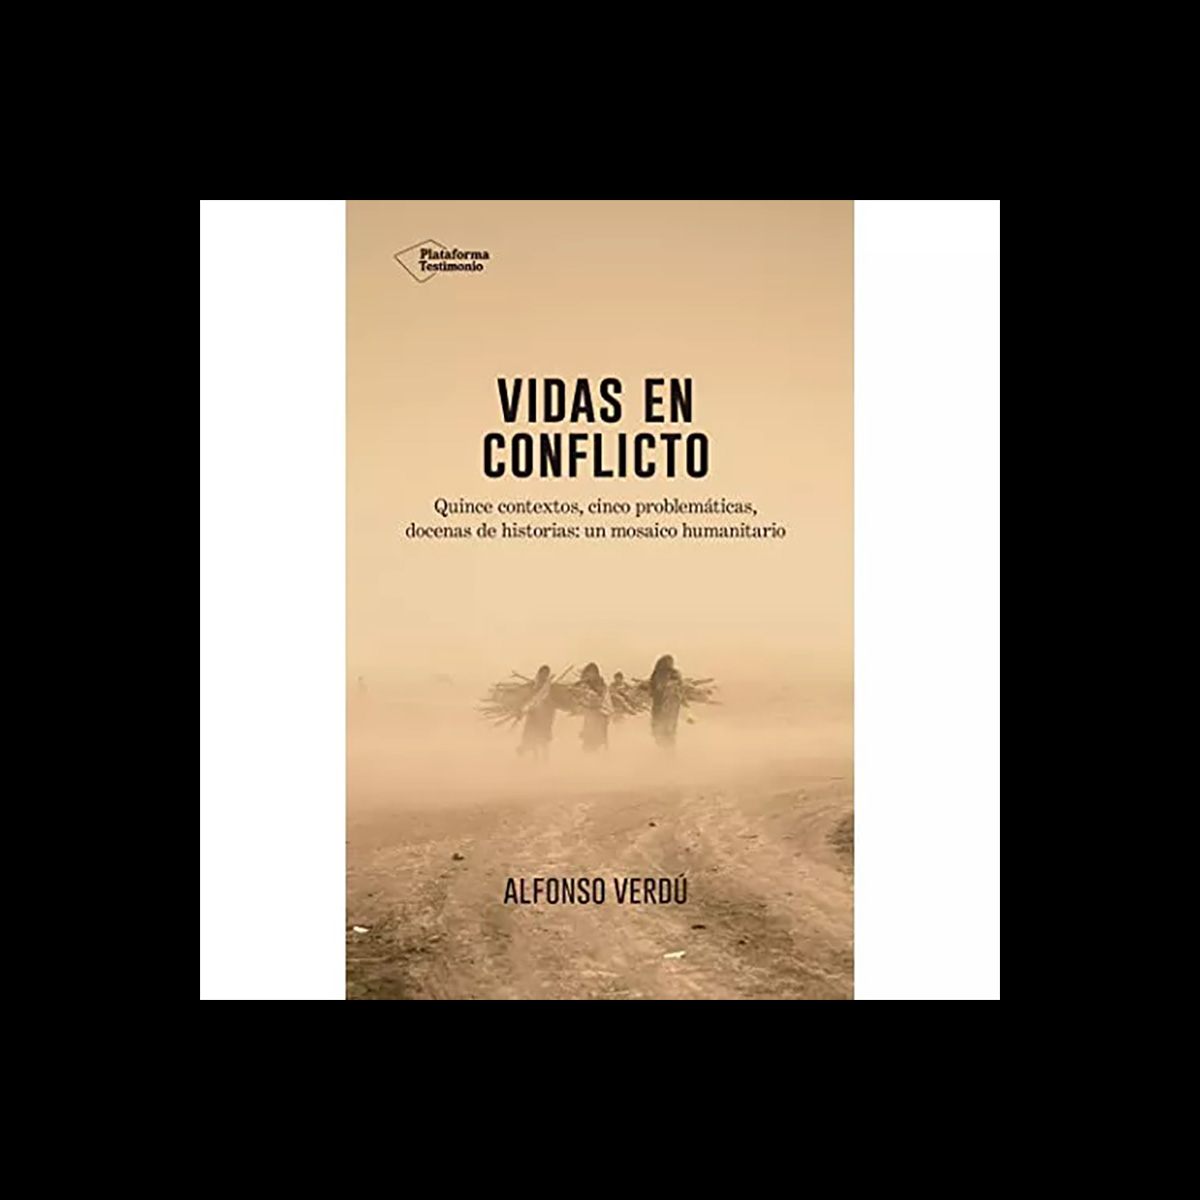 Plataforma
Testimonio
VIDAS EN
CONFLICTO
Quince contextos, cinco problemáticas,
docenas de historias: un mosaico humanitario
ALFONSO VERDÚ